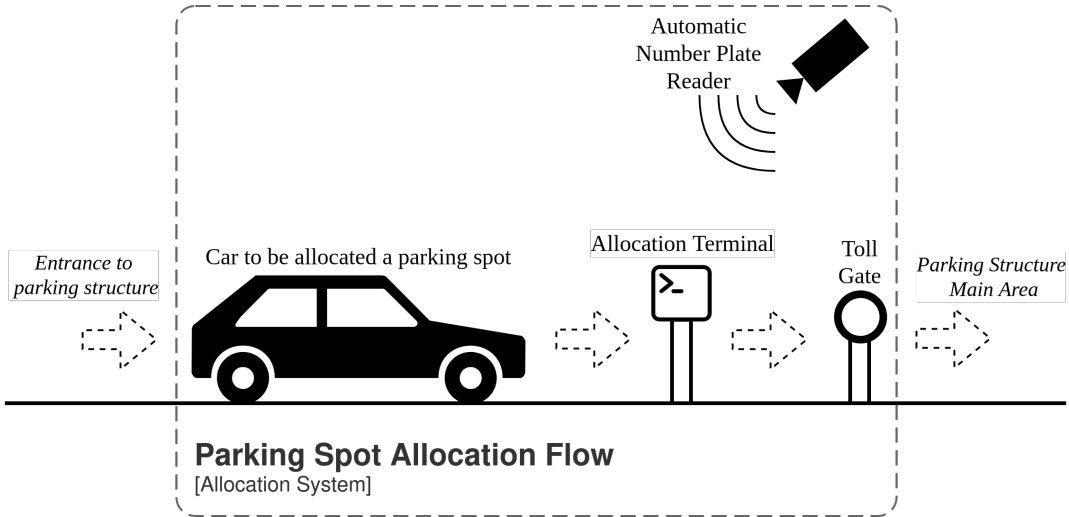 Automatic
Number Plate
Reader
Entrance to
parking structure
Car to be allocated a parking spot
Allocation Terminal
>_
Toll
Gate
Parking Structure
Main Area
Parking Spot Allocation Flow
[Allocation System]